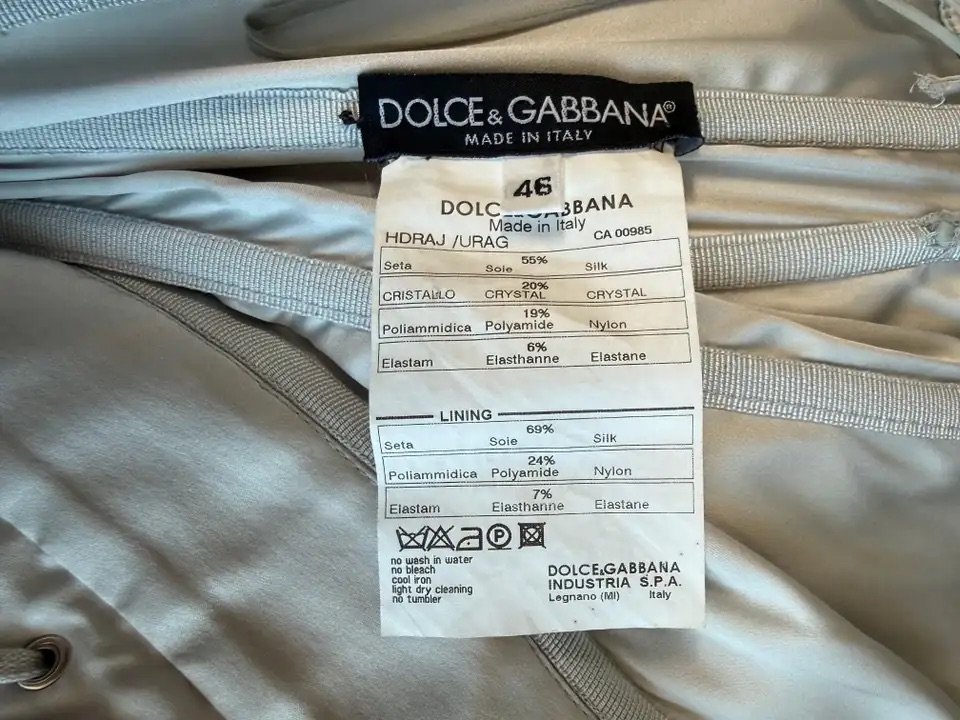 DOLCE & GABBANA®
MADE IN ITALY
46
DOLC ABBANA
Made in Italy
HDRAJ /URAG CA 00985
55%
Seta Soie Silk
20%
CRISTALLO CRYSTAL CRYSTAL
19%
Poliammidica Polyamide Nylon
6%
Elastam Elasthanne Elastane
LINING
69%
Seta Soie Silk
24%
Poliammidica Polyamide Nylon
7%
Elastam Elasthanne Elastane
P
no wash in water
no bleach
cool iron
light dry cleaning
no tumbler
DOLCE&GABBANA
INDUSTRIA S.P.A.
Legnano (MI) Italy